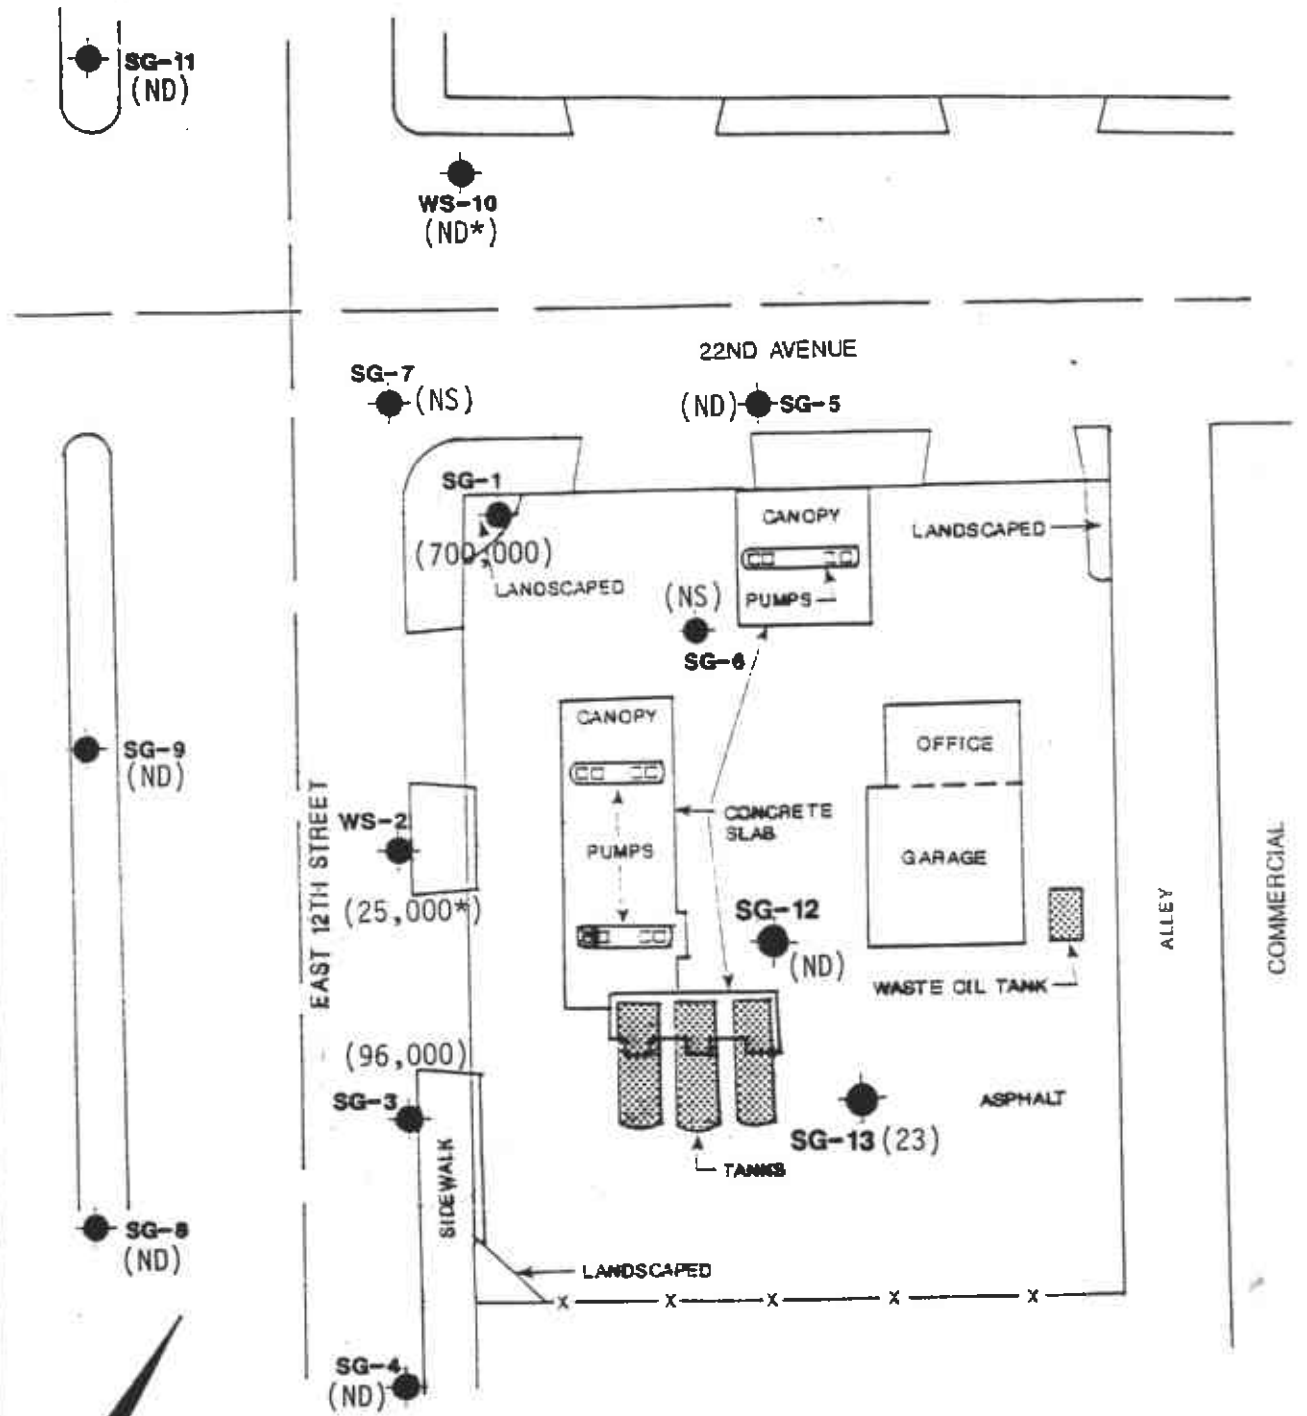 SG-11
(ND)
WS-10
(ND*)
22ND AVENUE
SG-7
(NS)
(ND)
SG-5
SG-1
(700,000)
LANDSCAPED
CANOPY
PUMPS
LANDSCAPED
(NS)
SG-6
CANOPY
PUMPS
CONCRETE
SLAB
OFFICE
GARAGE
SG-9
(ND)
EAST 12TH STREET
WS-2
(25,000*)
SG-12
(ND)
WASTE OIL TANK
ALLEY
COMMERCIAL
(96,000)
SG-3
SIDEWALK
SG-13 (23)
ASPHALT
TANKS
SG-8
(ND)
LANDSCAPED
X X X X X
SG-4
(ND)